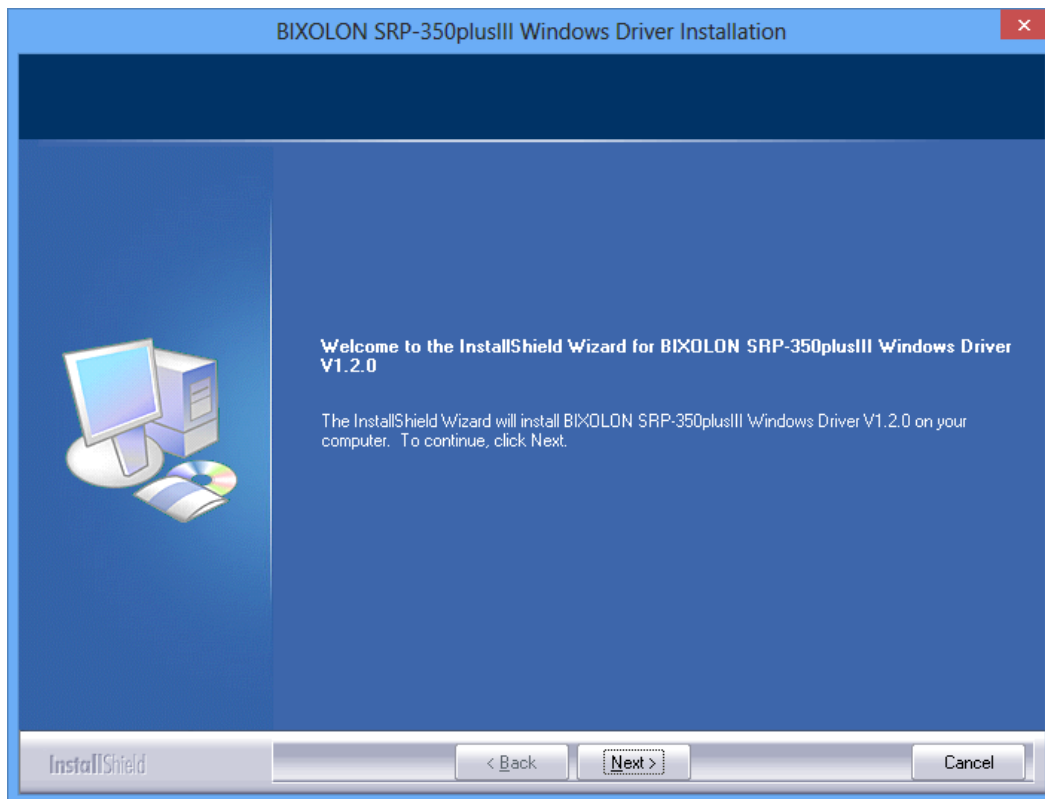 BIXOLON SRP-350plusIII Windows Driver Installation
Welcome to the InstallShield Wizard for BIXOLON SRP-350plusIII Windows Driver
V1.2.0
The InstallShield Wizard will install BIXOLON SRP-350plusIII Windows Driver V1.2.0 on your
computer. To continue, click Next.
InstallShield
< Back
Next >
Cancel